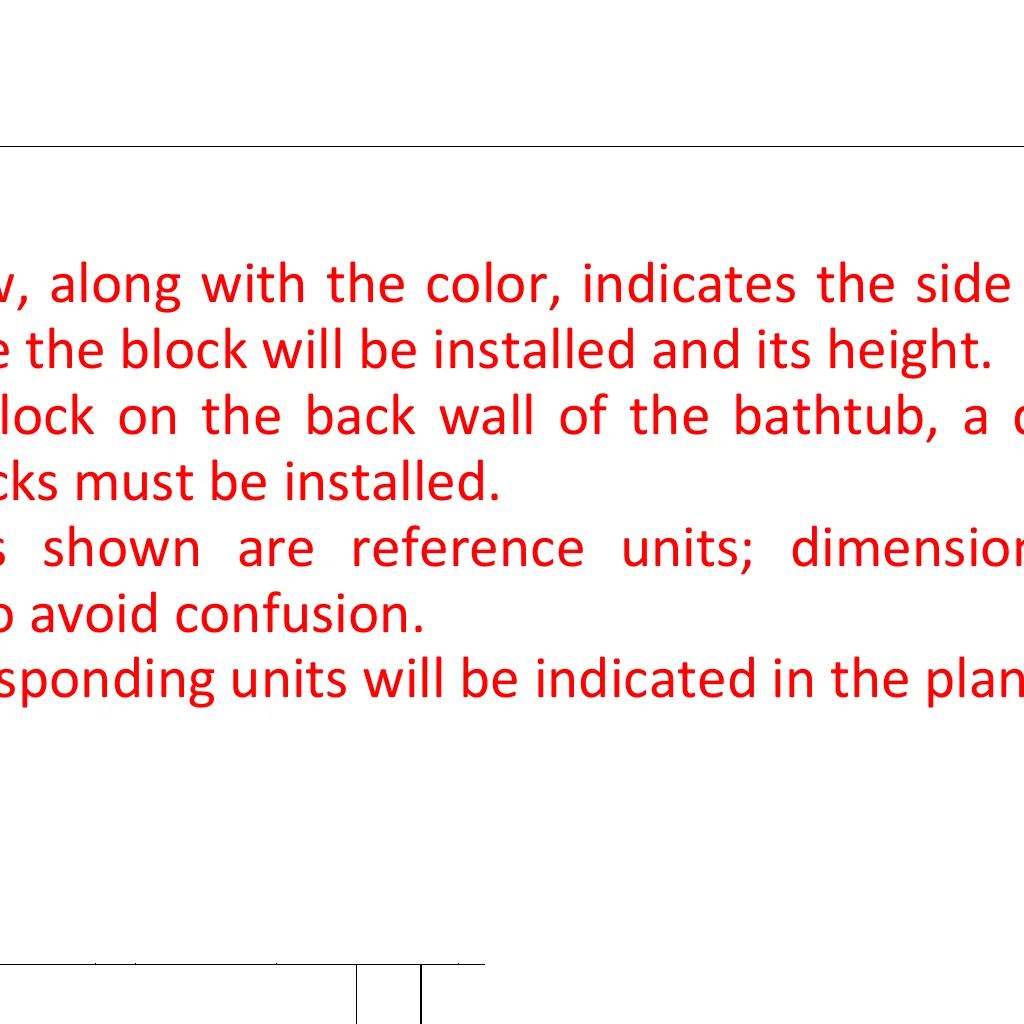 , along with the color, indicates the side
the block will be installed and its height.
lock on the back wall of the bathtub, a
cks must be installed.
s shown are reference units; dimension
o avoid confusion.
sponding units will be indicated in the plan